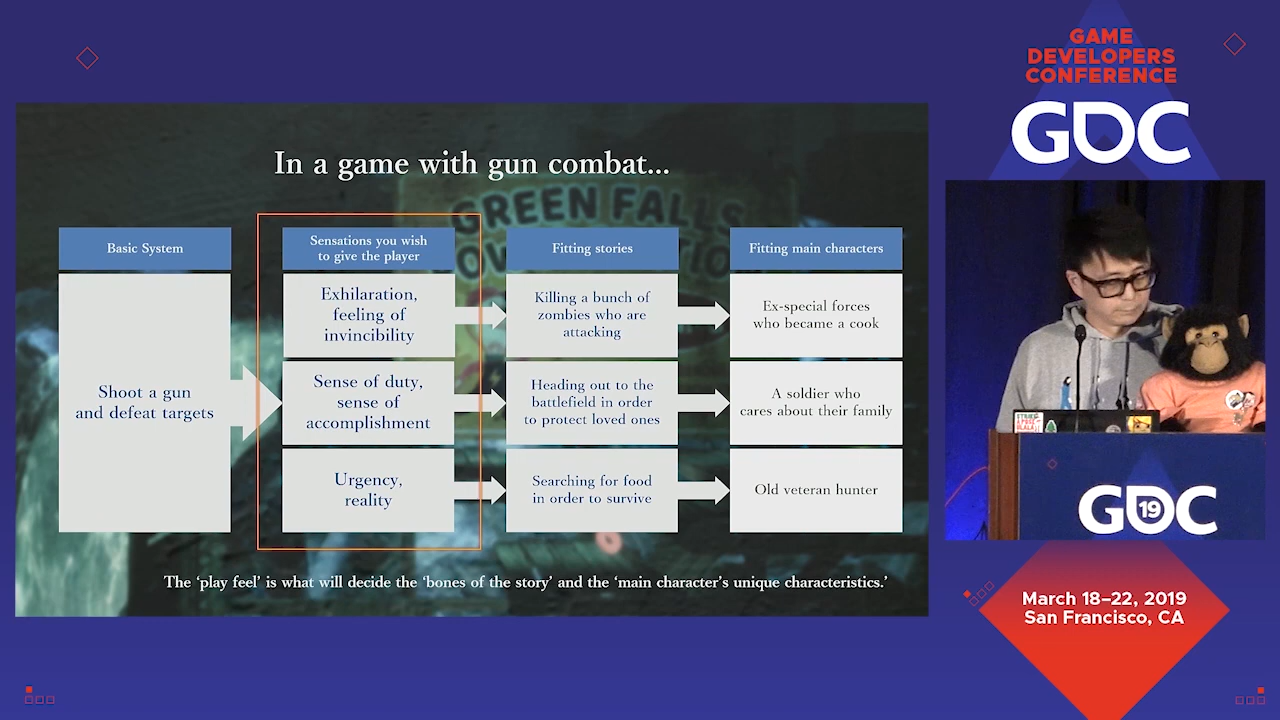 GAME
DEVELOPERS
CONFERENCE
GDC
In a game with gun combat...
GREEN FALLS
Basic System
Sensations you wish
to give the player
Fitting stories
Fitting main characters
Shoot a gun
and defeat targets
Exhilaration,
feeling of
invincibility
Killing a bunch of
zombies who are
attacking
Ex-special forces
who became a cook
Sense of duty,
sense of
accomplishment
Heading out to the
battlefield in order
to protect loved ones
A soldier who
cares about their family
Urgency,
reality
Searching for food
in order to survive
Old veteran hunter
The ‘play feel’ is what will decide the ‘bones of the story’ and the ‘main character’s unique characteristics.’
GDC
19
March 18–22, 2019
San Francisco, CA